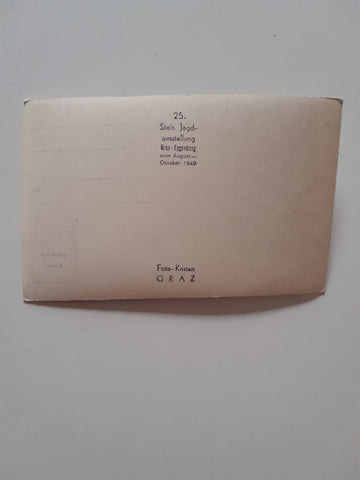 25.
Steir. Jagd-
ausstellung
Graz-Eggenberg
vom August—
Oktober 1949
Foto-Kristan
GRAZ